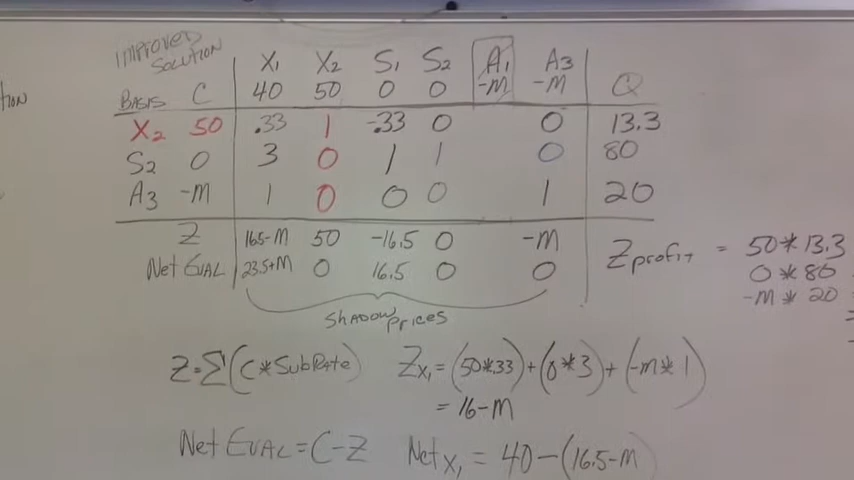 Improved
Solution
X₁ X₂ S₁ S₂ A₁ A₃
Basis C 40 50 0 0 -M -M Q
X₂ 50 .33 1 -.33 0 0 13.3
S₂ 0 3 0 1 1 0 80
A₃ -M 1 0 0 0 1 20
Z 16.5-M 50 -16.5 0 -M
Net Eval 23.5+M 0 16.5 0 0
Zprofit = 50*13.3
0*80
-M*20
Shadow Prices
Z=Σ(C*SubRate) Zx₁=(50*.33)+(0*3)+(-M*1)
= 16-M
Net Eval=C-Z Netx₁ = 40-(16.5-M)